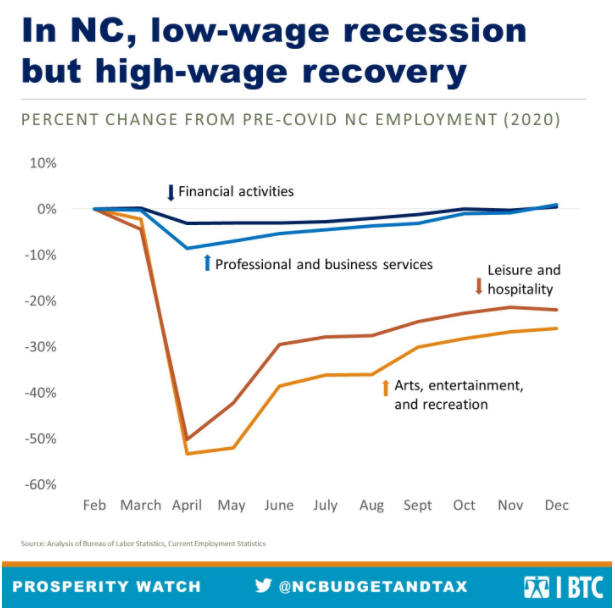 In NC, low-wage recession
but high-wage recovery
PERCENT CHANGE FROM PRE-COVID NC EMPLOYMENT (2020)
10%
0%
-10%
-20%
-30%
-40%
-50%
-60%
Financial activities
Professional and business services
Leisure and
hospitality
Arts, entertainment,
and recreation
Feb March April May June July Aug Sept Oct Nov Dec
Source: Analysis of Bureau of Labor Statistics, Current Employment Statistics
PROSPERITY WATCH @NCBUDGETANDTAX | BTC